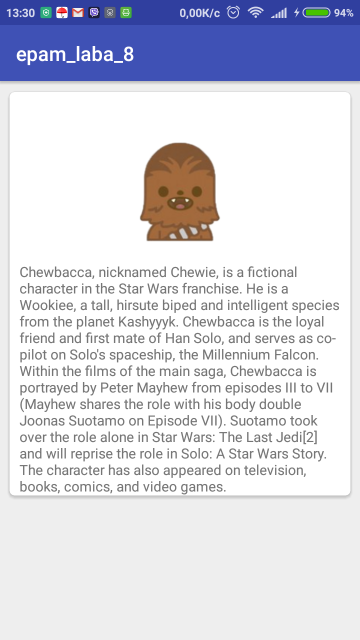 13:30 0,00K/c 94%
epam_laba_8
Chewbacca, nicknamed Chewie, is a fictional
character in the Star Wars franchise. He is a
Wookiee, a tall, hirsute biped and intelligent species
from the planet Kashyyyk. Chewbacca is the loyal
friend and first mate of Han Solo, and serves as co-
pilot on Solo's spaceship, the Millennium Falcon.
Within the films of the main saga, Chewbacca is
portrayed by Peter Mayhew from episodes III to VII
(Mayhew shares the role with his body double
Joonas Suotamo on Episode VII). Suotamo took
over the role alone in Star Wars: The Last Jedi[2]
and will reprise the role in Solo: A Star Wars Story.
The character has also appeared on television,
books, comics, and video games.